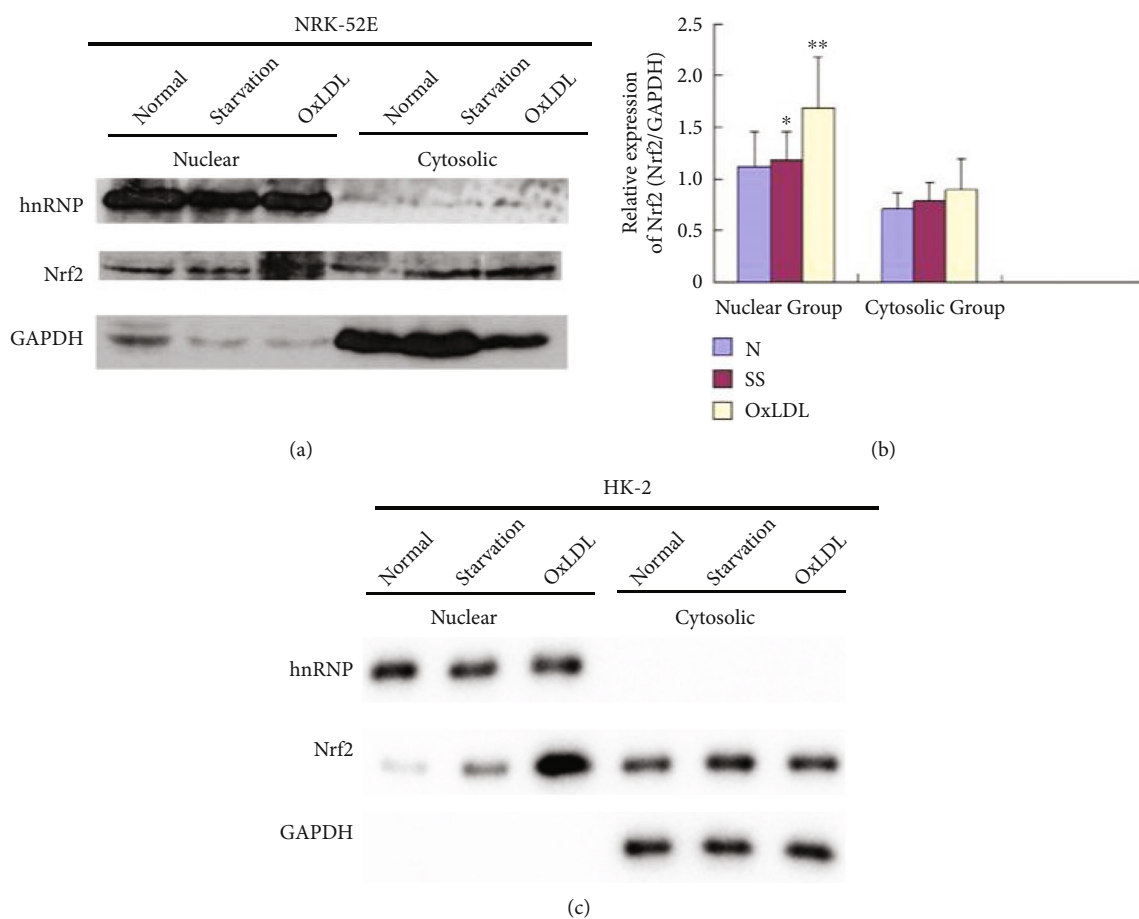 NRK-52E
Normal
Starvation
OxLDL
Normal
Starvation
OxLDL
Nuclear
Cytosolic
hnRNP
Nrf2
GAPDH
(a)
Relative expression
of Nrf2 (Nrf2/GAPDH)
2.5
2.0
1.5
1.0
0.5
0
*
**
Nuclear Group
Cytosolic Group
N
SS
OxLDL
(b)
HK-2
Normal
Starvation
OxLDL
Normal
Starvation
OxLDL
Nuclear
Cytosolic
hnRNP
Nrf2
GAPDH
(c)